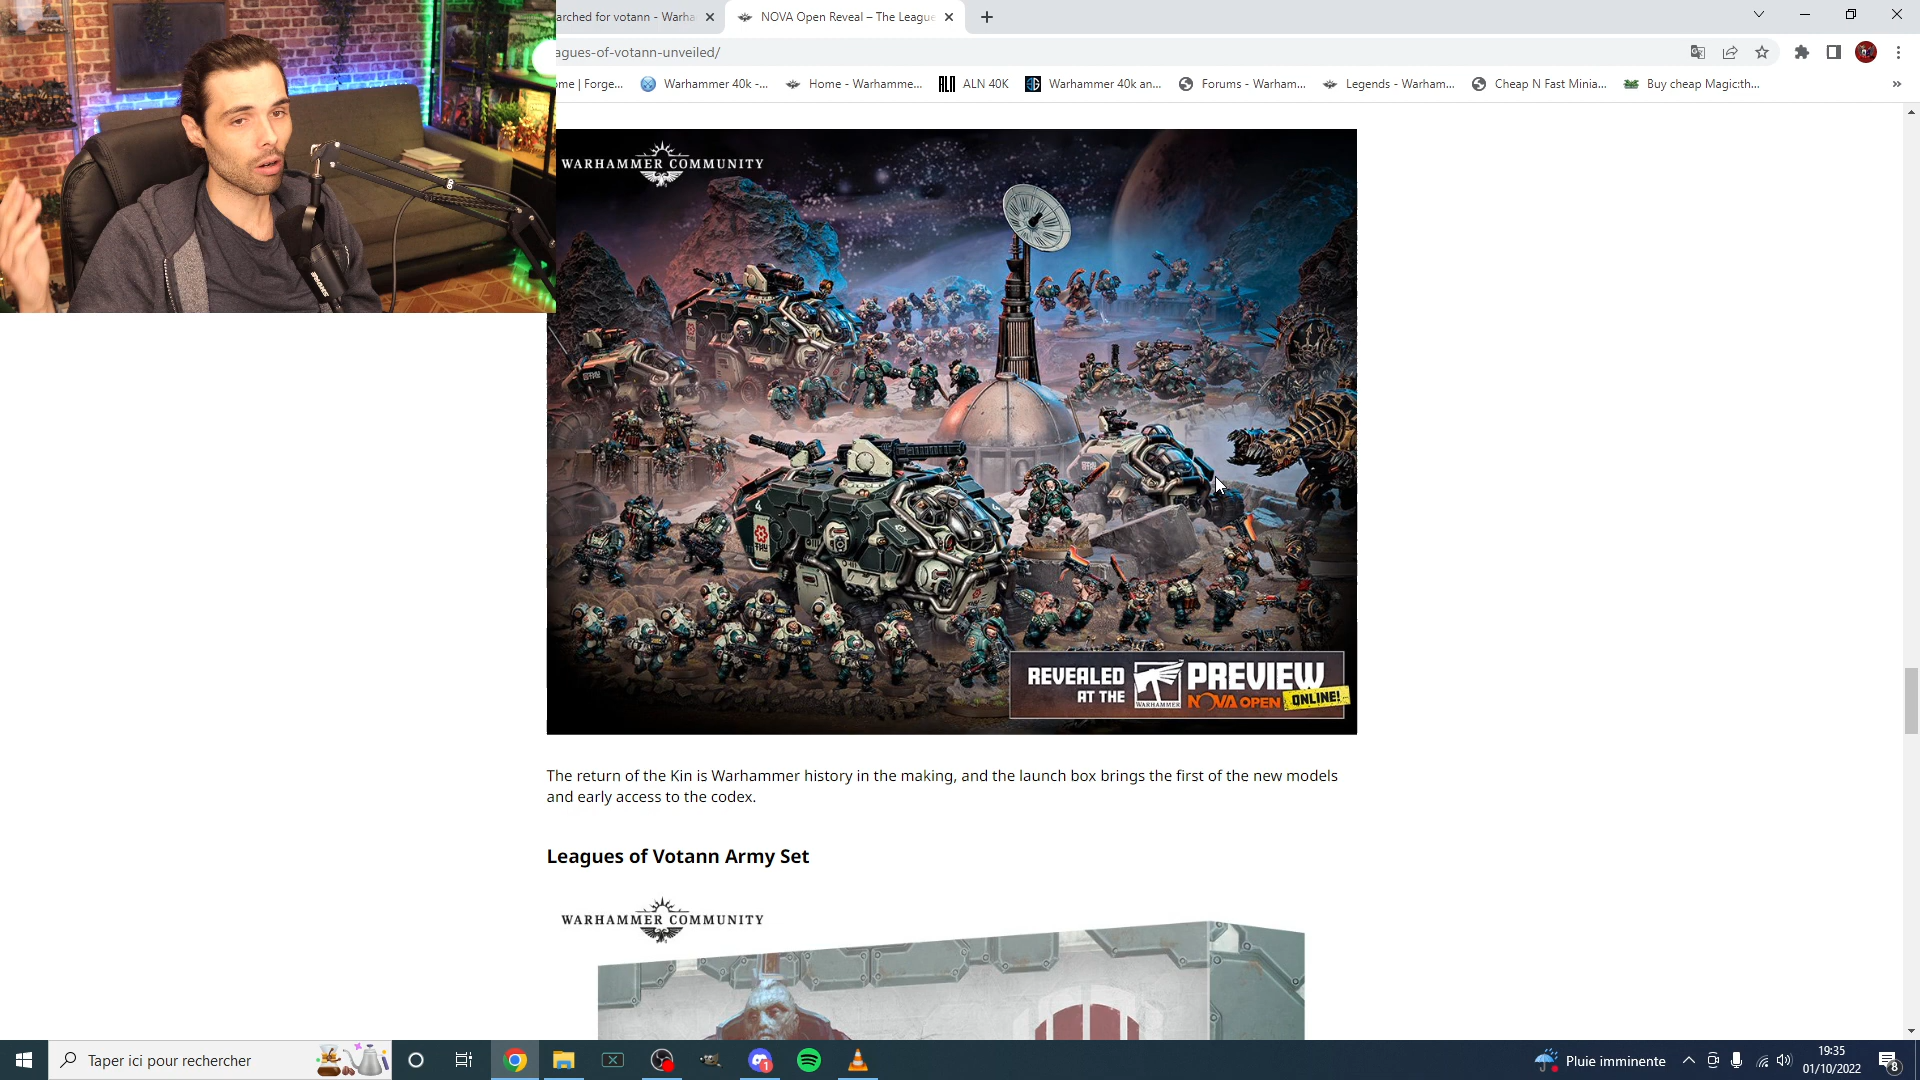 arched for votann - Warha
NOVA Open Reveal – The League
agues-of-votann-unveiled/
ome | Forge...
Warhammer 40k -...
Home - Warhamme...
ALN 40K
Warhammer 40k an...
Forums - Warham...
Legends - Warham...
Cheap N Fast Minia...
Buy cheap Magic:th...
WARHAMMER COMMUNITY
REVEALED
AT THE
WARHAMMER
PREVIEW
NOVA OPEN
ONLINE!
The return of the Kin is Warhammer history in the making, and the launch box brings the first of the new models
and early access to the codex.
Leagues of Votann Army Set
WARHAMMER COMMUNITY
Taper ici pour rechercher
1
Pluie imminente
19:35
01/10/2022
8